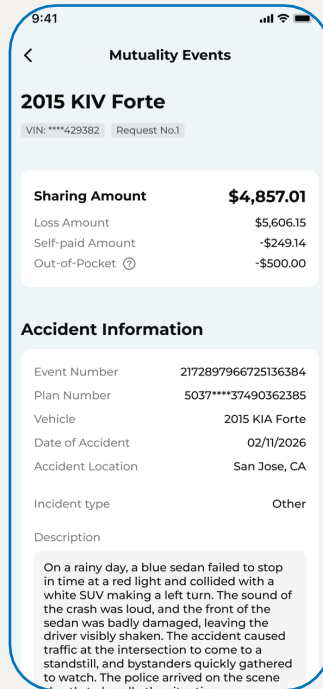 9:41
Mutuality Events
2015 KIV Forte
VIN: ****429382 Request No.1
Sharing Amount $4,857.01
Loss Amount $5,606.15
Self-paid Amount -$249.14
Out-of-Pocket ? -$500.00
Accident Information
Event Number 2172897966725136384
Plan Number 5037****37490362385
Vehicle 2015 KIA Forte
Date of Accident 02/11/2026
Accident Location San Jose, CA
Incident type Other
Description
On a rainy day, a blue sedan failed to stop
in time at a red light and collided with a
white SUV making a left turn. The sound of
the crash was loud, and the front of the
sedan was badly damaged, leaving the
driver visibly shaken. The accident caused
traffic at the intersection to come to a
standstill, and bystanders quickly gathered
to watch. The police arrived on the scene